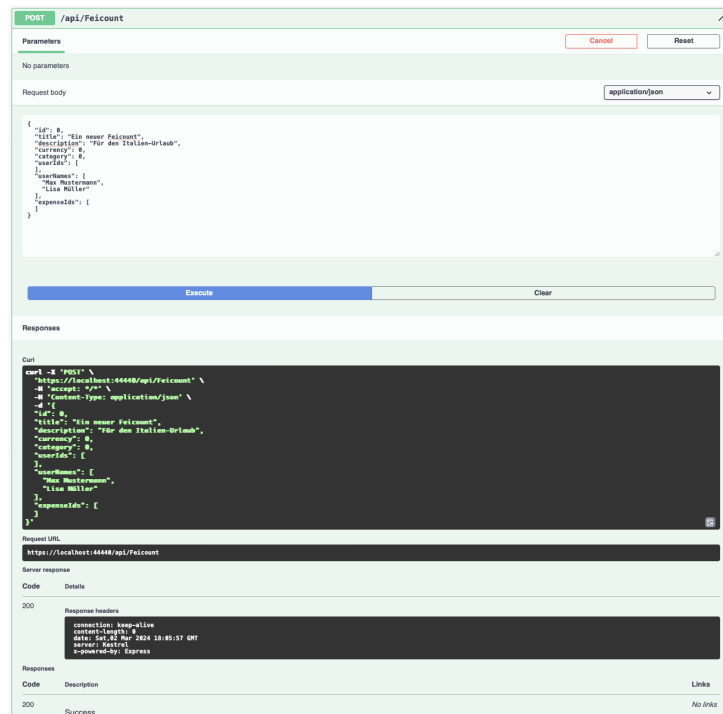 POST /api/Feicount
Parameters
Cancel
Reset
No parameters
Request body
application/json
{
"id": 0,
"title": "Ein neuer Feicount",
"description": "Für den Italien-Urlaub",
"currency": 0,
"category": 0,
"userIds": [
],
"userNames": [
"Max Mustermann",
"Lisa Müller"
],
"expenseIds": [
]
}
Execute
Clear
Responses
Curl
curl -X 'POST' \
'https://localhost:44440/api/Feicount' \
-H 'accept: */*' \
-H 'Content-Type: application/json' \
-d '{
"id": 0,
"title": "Ein neuer Feicount",
"description": "Für den Italien-Urlaub",
"currency": 0,
"category": 0,
"userIds": [
],
"userNames": [
"Max Mustermann",
"Lisa Müller"
],
"expenseIds": [
]
}'
Request URL
https://localhost:44440/api/Feicount
Server response
Code Details
200
Response headers
connection: keep-alive
content-length: 0
date: Sat,02 Mar 2024 18:05:57 GMT
server: Kestrel
x-powered-by: Express
Responses
Code Description Links
200 No links
Success